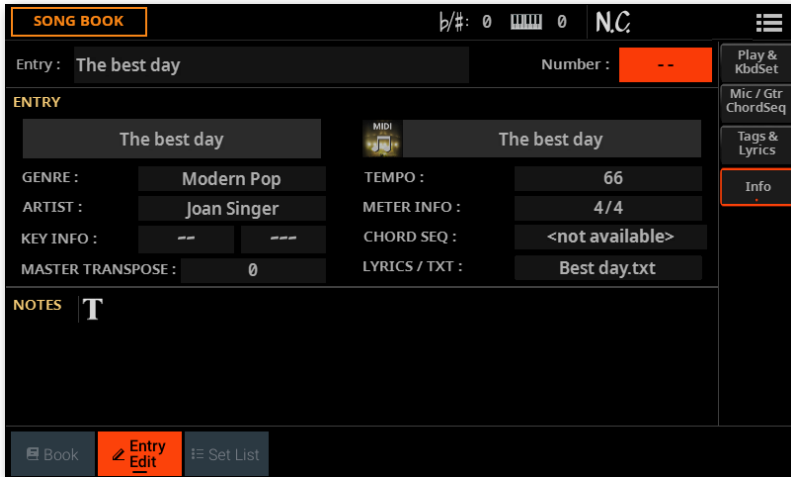 SONG BOOK
♭/#: 0 0 N.C.
Entry : The best day Number : --
Play & KbdSet
Mic / Gtr ChordSeq
Tags & Lyrics
Info
ENTRY
The best day MIDI The best day
GENRE : Modern Pop TEMPO : 66
ARTIST : Joan Singer METER INFO : 4/4
KEY INFO : -- --- CHORD SEQ : <not available>
MASTER TRANSPOSE : 0 LYRICS / TXT : Best day.txt
NOTES T
Book Entry Edit Set List